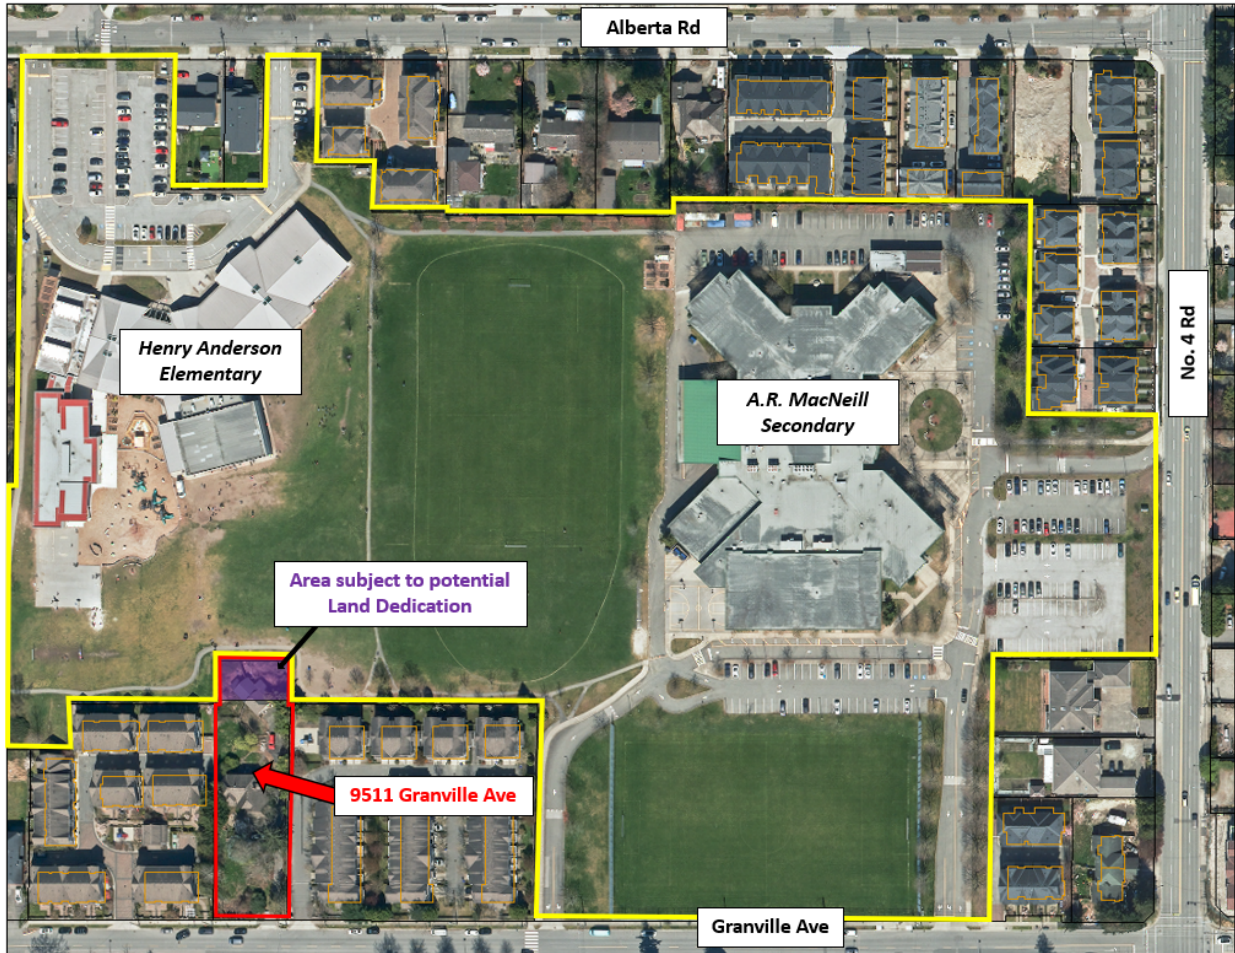 Alberta Rd
Henry Anderson
Elementary
A.R. MacNeill
Secondary
No. 4 Rd
Area subject to potential
Land Dedication
9511 Granville Ave
Granville Ave